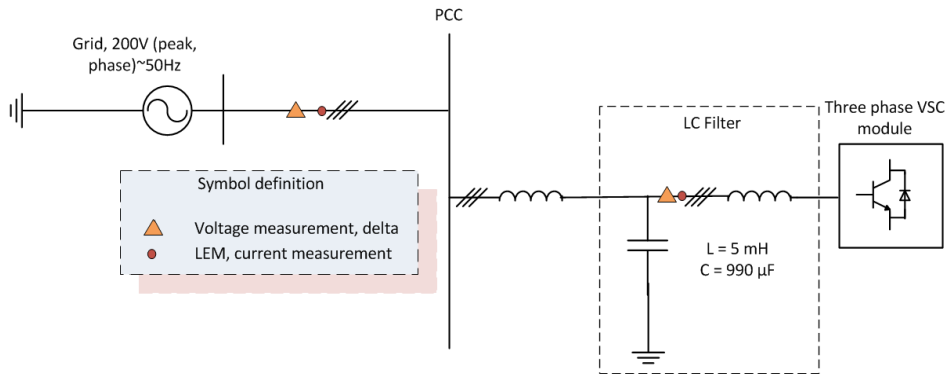 PCC
Grid, 200V (peak,
phase)~50Hz
Three phase VSC
module
LC Filter
Symbol definition
Voltage measurement, delta
LEM, current measurement
L = 5 mH
C = 990 µF